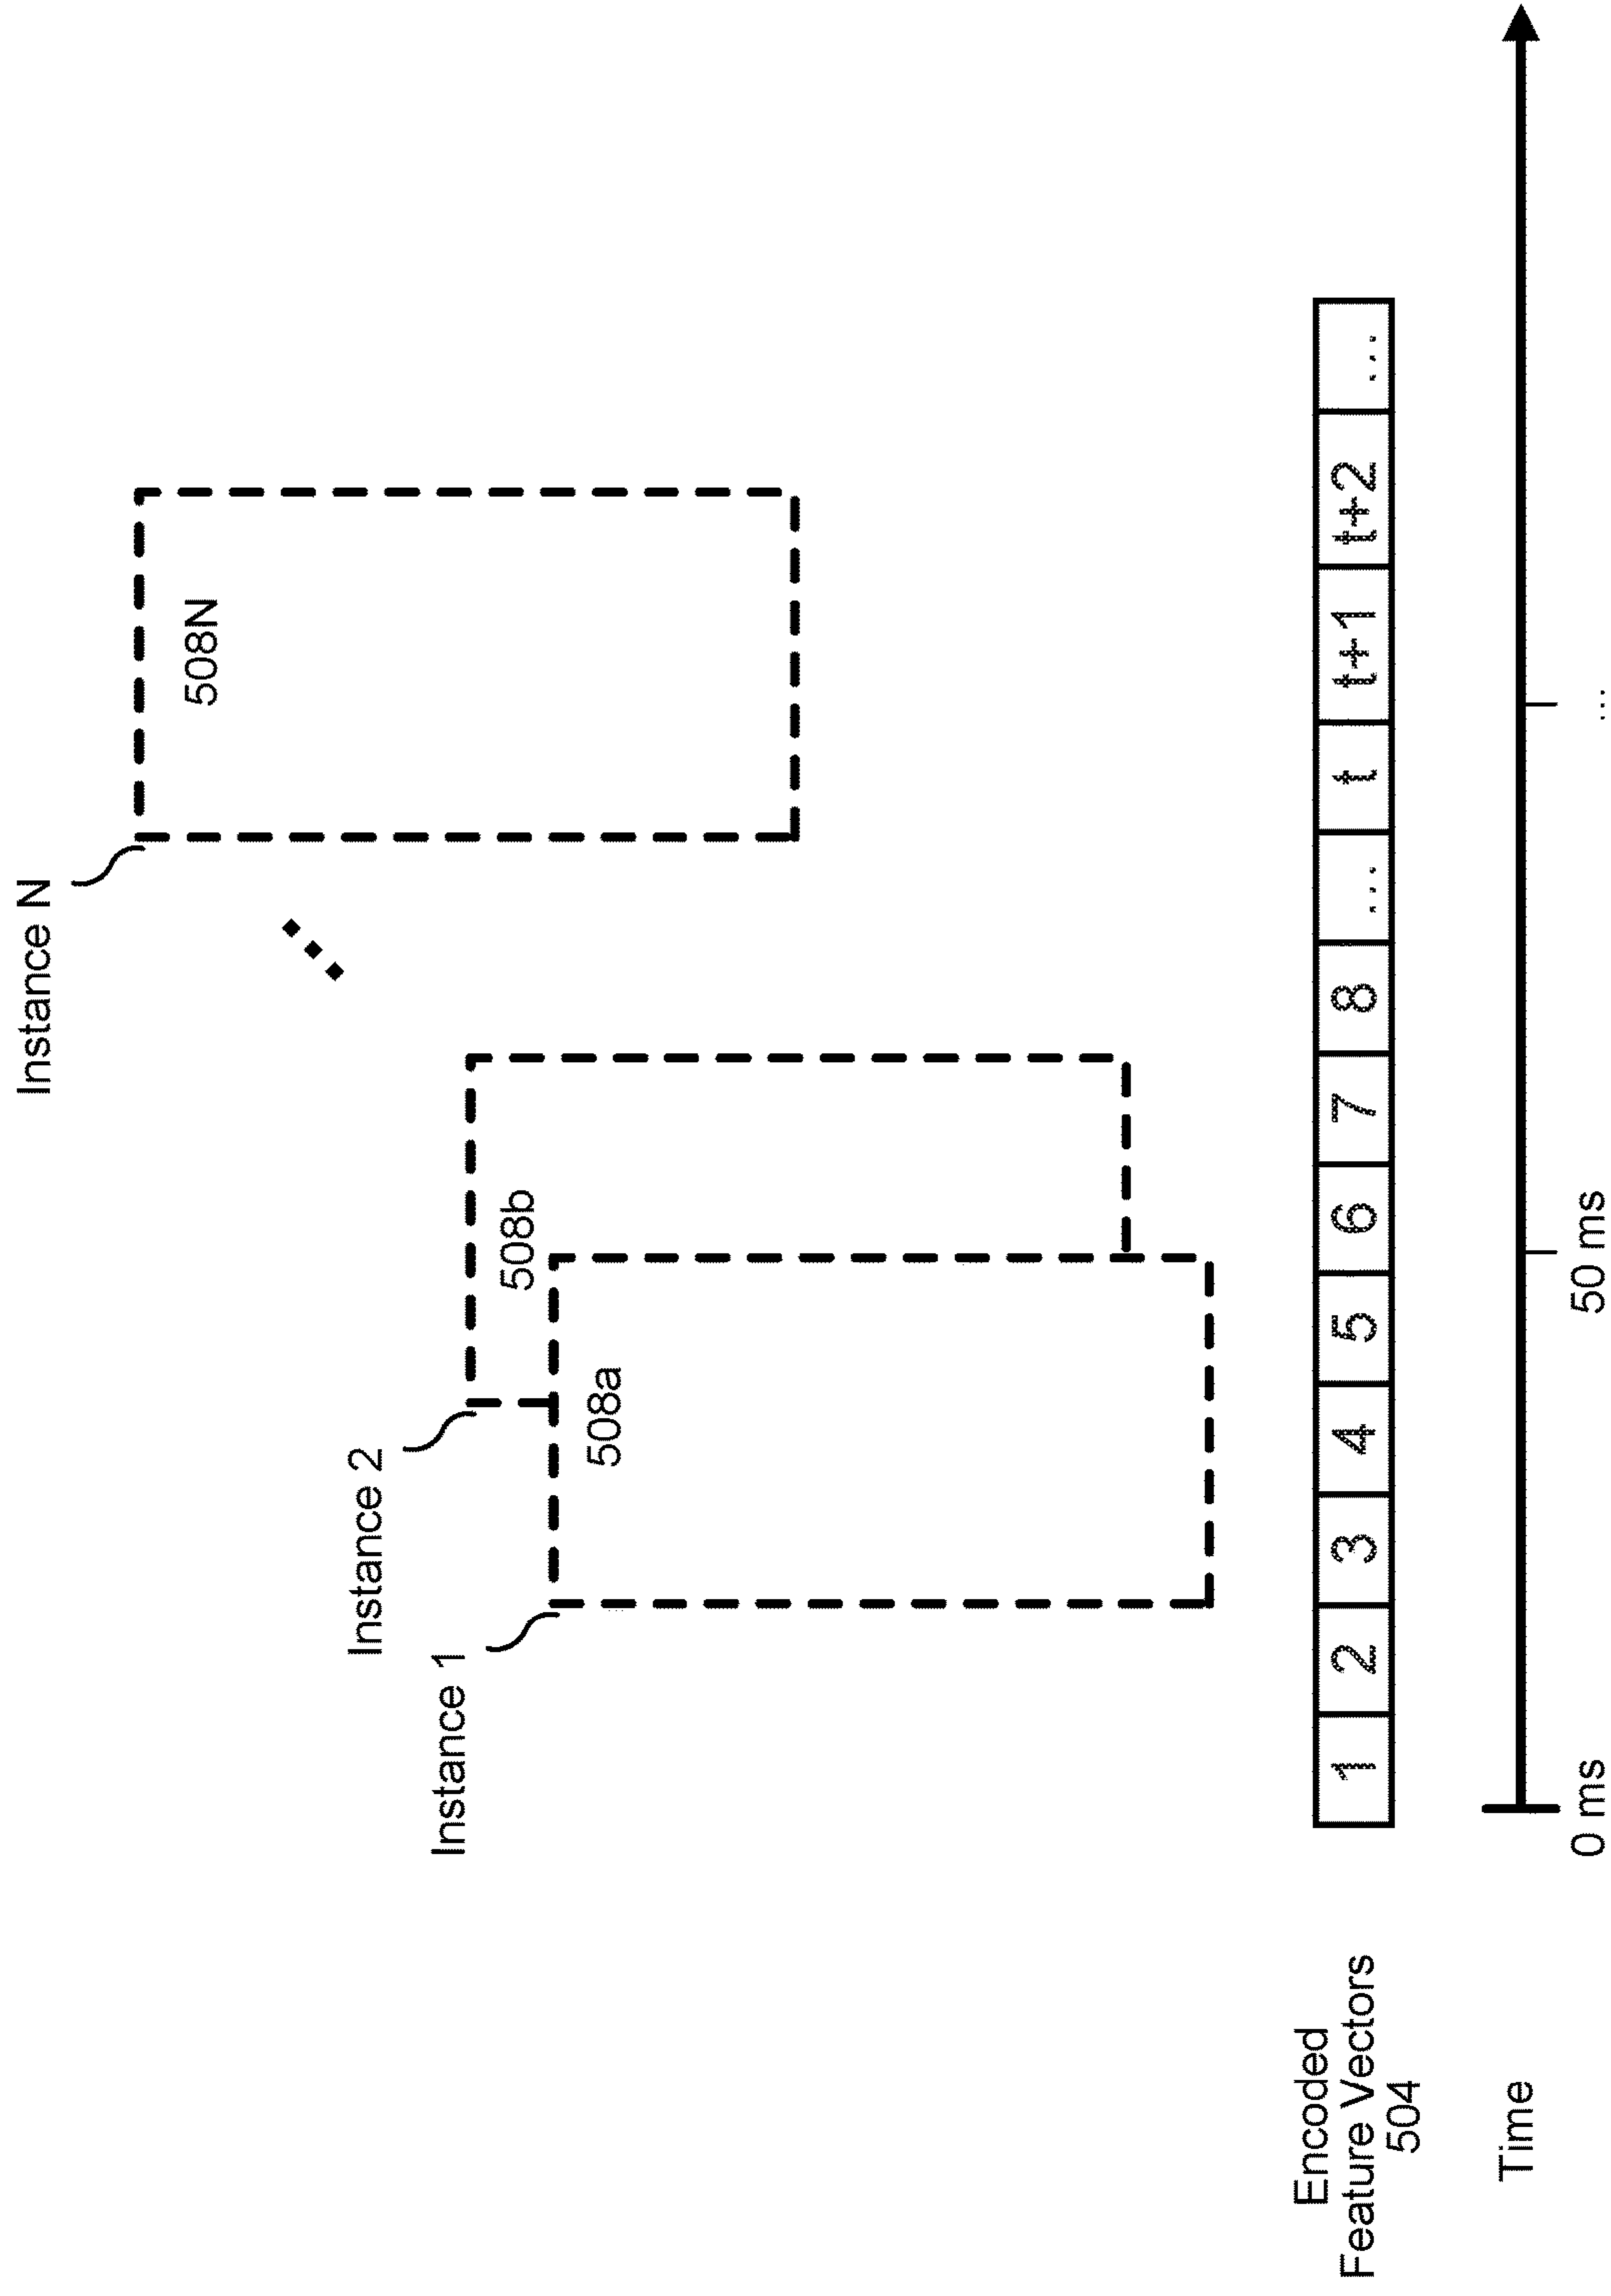 Instance N
508N
Instance 2
508b
Instance 1
508a
Encoded
Feature Vectors
504
1 2 3 4 5 6 7 8 ... t t+1 t+2 ...
Time
0 ms 50 ms ...